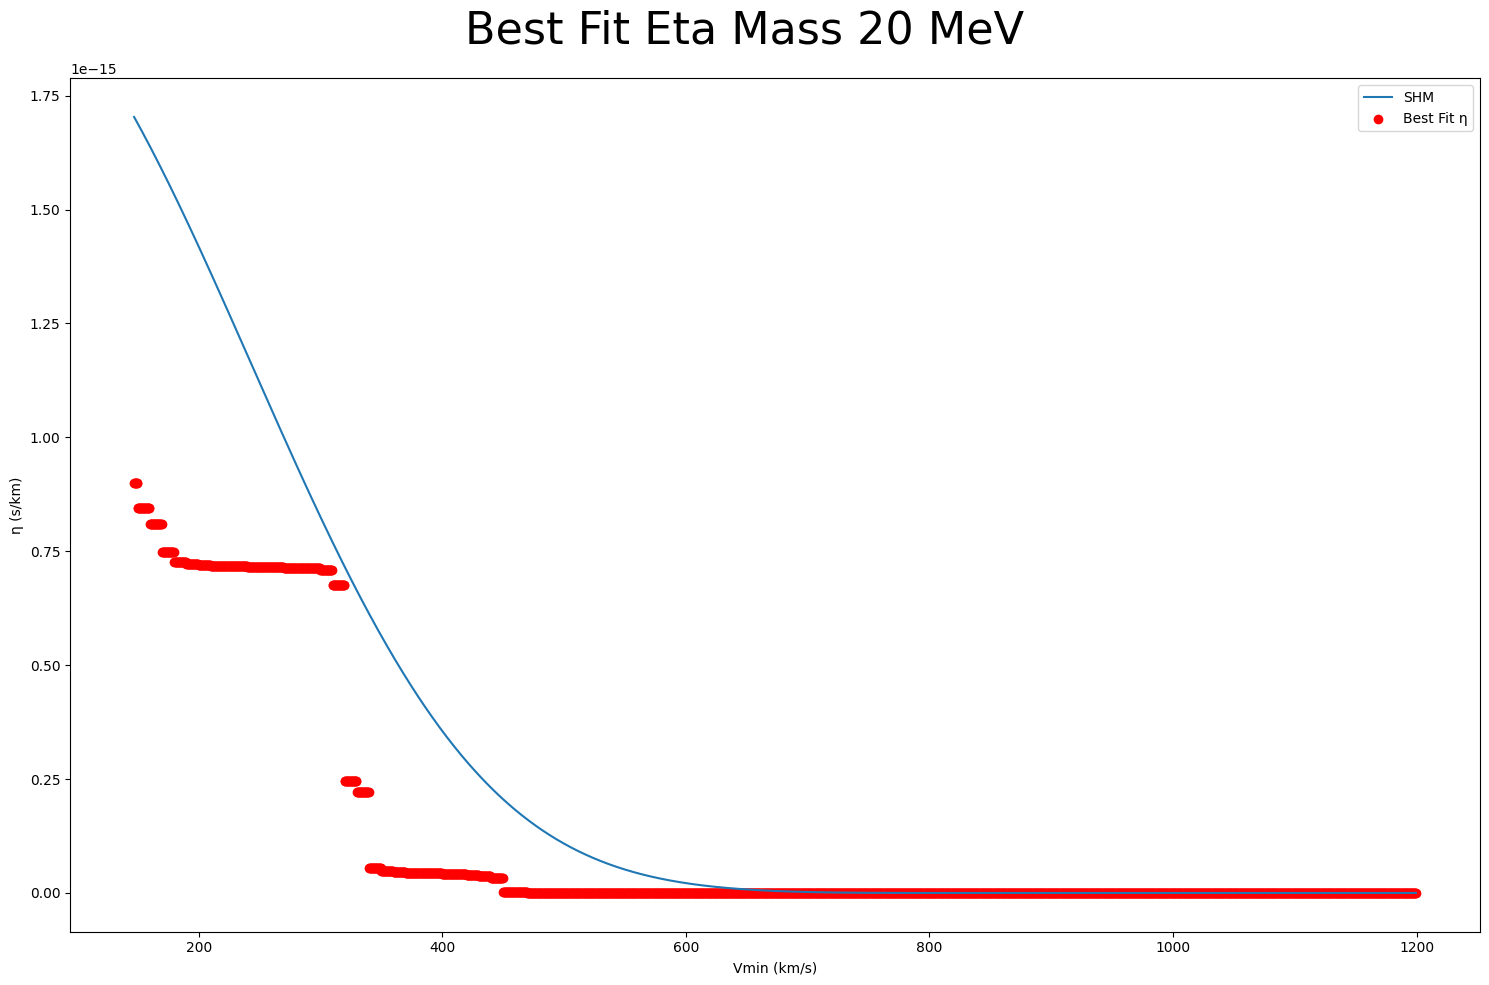 Best Fit Eta Mass 20 MeV
1e−15
1.75
1.50
1.25
1.00
0.75
0.50
0.25
0.00
η (s/km)
SHM
Best Fit η
200 400 600 800 1000 1200
Vmin (km/s)